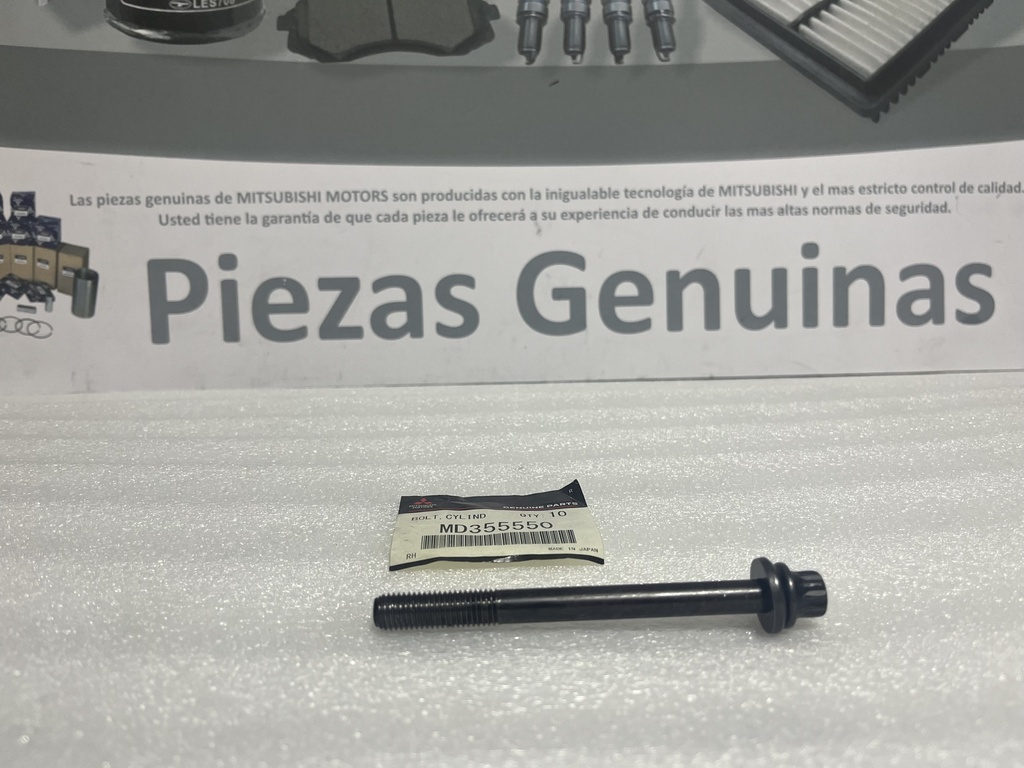 Las piezas genuinas de MITSUBISHI MOTORS son producidas con la inigualable tecnología de MITSUBISHI y el mas estricto control de calidad.
Usted tiene la garantía de que cada pieza le ofrecerá a su experiencia de conducir las mas altas normas de seguridad.
Piezas Genuinas
GENUINE PARTS
BOLT, CYLIND QTY: 10
MD355550
RH MADE IN JAPAN